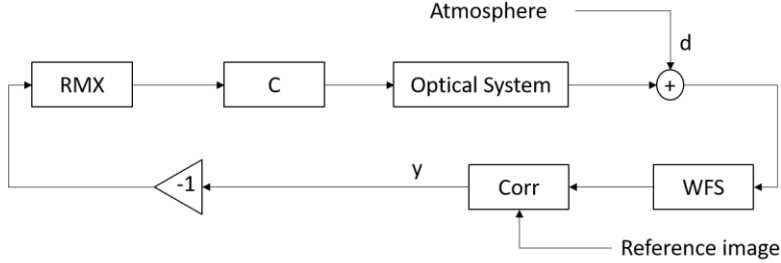 Atmosphere
d
RMX
C
Optical System
+
-1
y
Corr
WFS
Reference image